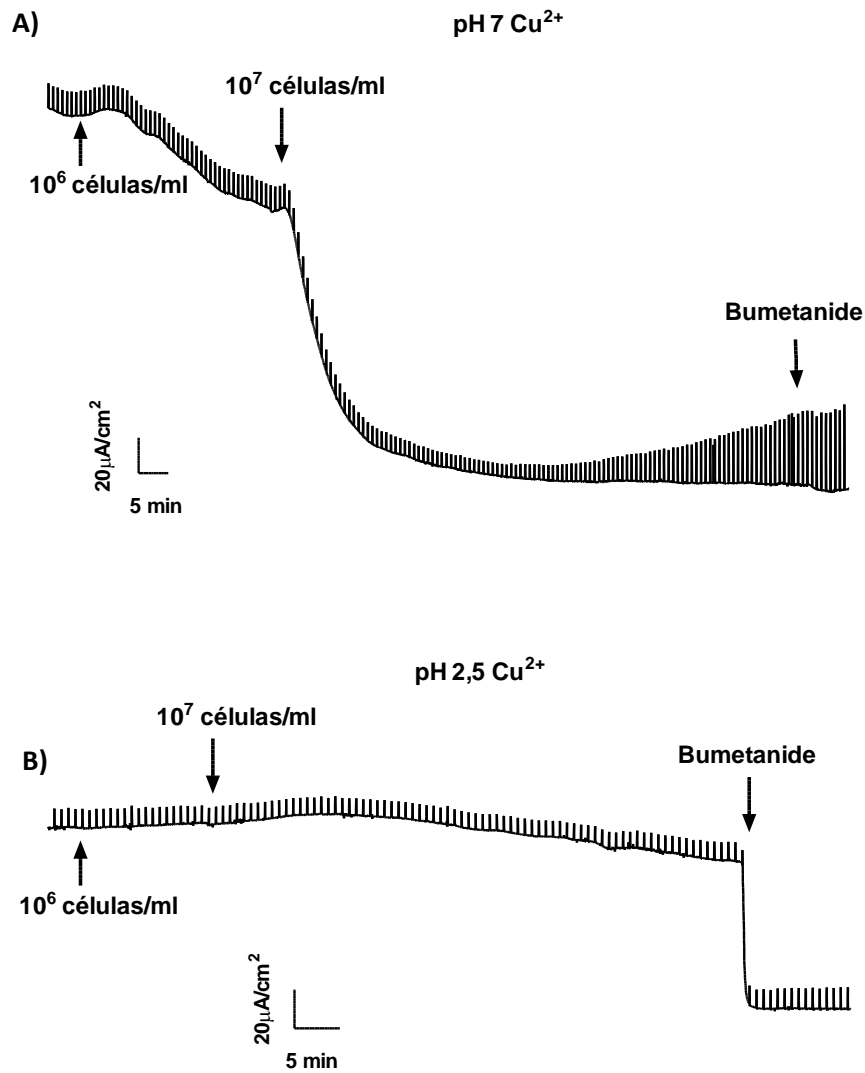 A)
pH 7 Cu²⁺
10⁷ células/ml
10⁶ células/ml
Bumetanide
20µA/cm²
5 min
pH 2,5 Cu²⁺
10⁷ células/ml
B)
Bumetanide
10⁶ células/ml
20µA/cm²
5 min